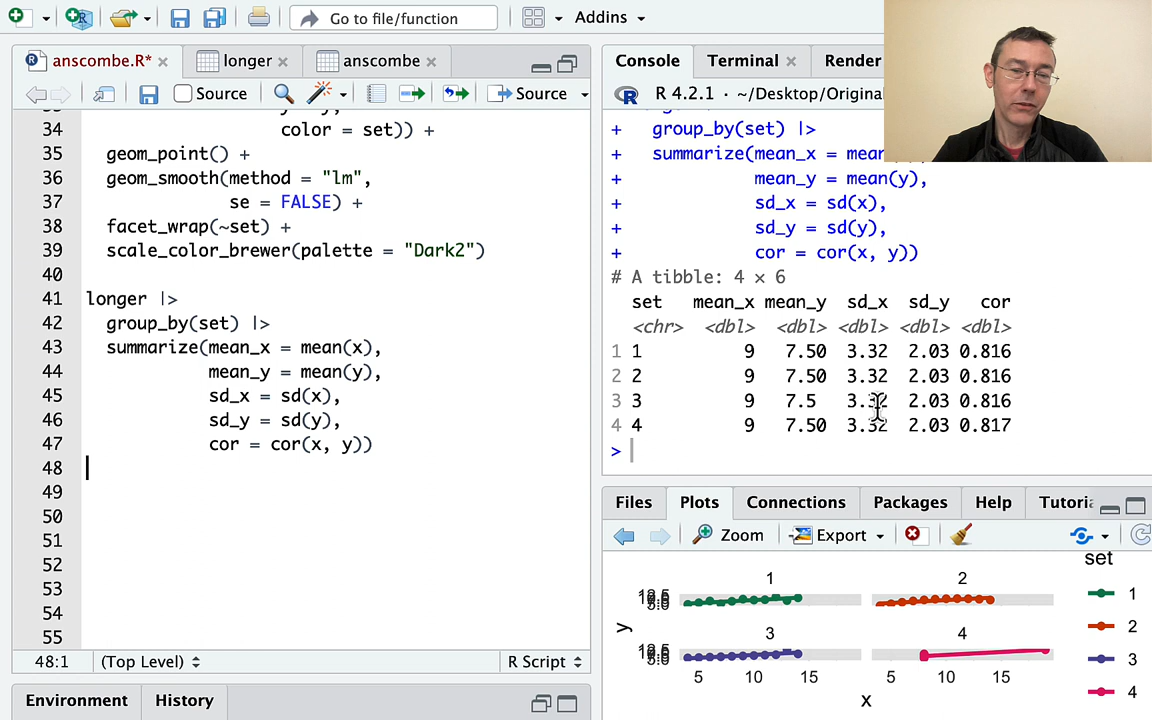 Go to file/function
Addins
anscombe.R*
longer
anscombe
Source
Source
34 color = set)) +
35 geom_point() +
36 geom_smooth(method = "lm",
37 se = FALSE) +
38 facet_wrap(~set) +
39 scale_color_brewer(palette = "Dark2")
40
41 longer |>
42 group_by(set) |>
43 summarize(mean_x = mean(x),
44 mean_y = mean(y),
45 sd_x = sd(x),
46 sd_y = sd(y),
47 cor = cor(x, y))
48
49
50
51
52
53
54
55
48:1 (Top Level) R Script
Environment History
Console Terminal Render
R 4.2.1 · ~/Desktop/Origina
+ group_by(set) |>
+ summarize(mean_x = mea
+ mean_y = mean(y),
+ sd_x = sd(x),
+ sd_y = sd(y),
+ cor = cor(x, y))
# A tibble: 4 × 6
set mean_x mean_y sd_x sd_y cor
<chr> <dbl> <dbl> <dbl> <dbl> <dbl>
1 1 9 7.50 3.32 2.03 0.816
2 2 9 7.50 3.32 2.03 0.816
3 3 9 7.5 3.32 2.03 0.816
4 4 9 7.50 3.32 2.03 0.817
>
Files Plots Connections Packages Help Tutori
Zoom Export
set
1 2
3 4
y
5 10 15 5 10 15
x
1
2
3
4